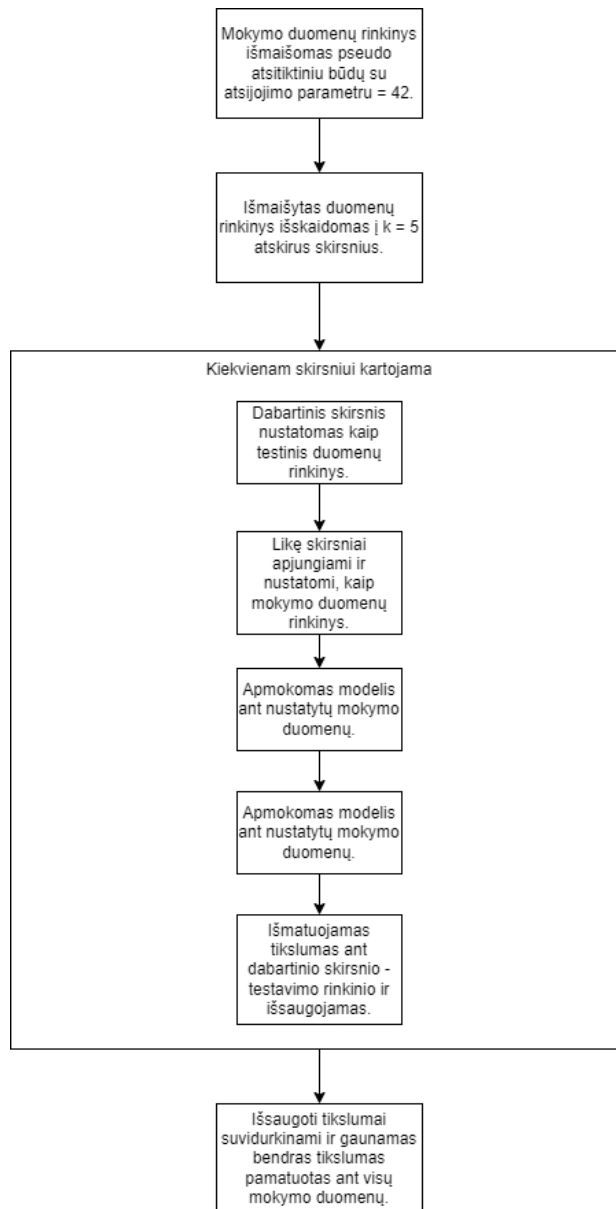 Mokymo duomenų rinkinys
išmaišomas pseudo
atsitiktiniu būdų su
atsijojimo parametru = 42.
Išmaišytas duomenų
rinkinys išskaidomas į k = 5
atskirus skirsnius.
Kiekvienam skirsniui kartojama
Dabartinis skirsnis
nustatomas kaip
testinis duomenų
rinkinys.
Likę skirsniai
apjungiami ir
nustatomi, kaip
mokymo duomenų
rinkinys.
Apmokomas modelis
ant nustatytų mokymo
duomenų.
Apmokomas modelis
ant nustatytų mokymo
duomenų.
Išmatuojamas
tikslumas ant
dabartinio skirsnio -
testavimo rinkinio ir
išsaugojamas.
Išsaugoti tikslumai
suvidurkinami ir gaunamas
bendras tikslumas
pamatuotas ant visų
mokymo duomenų.